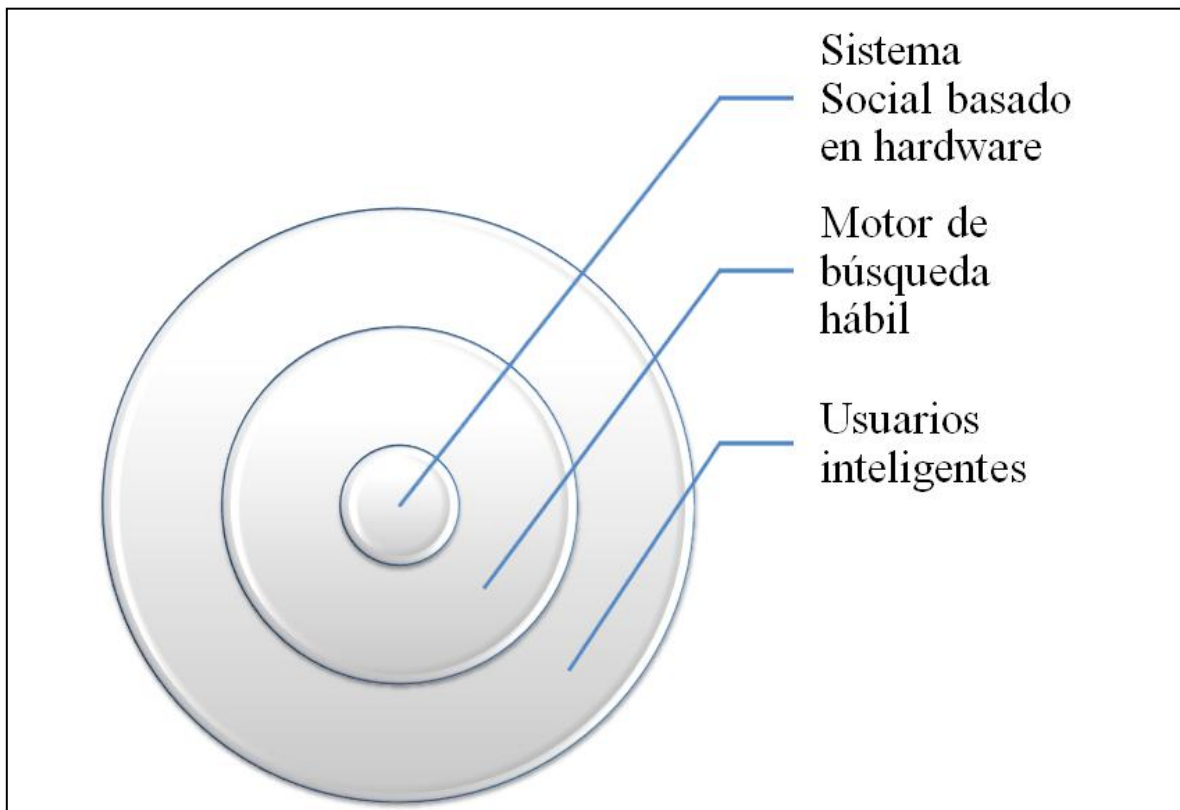 Sistema
Social basado
en hardware
Motor de
búsqueda
hábil
Usuarios
inteligentes